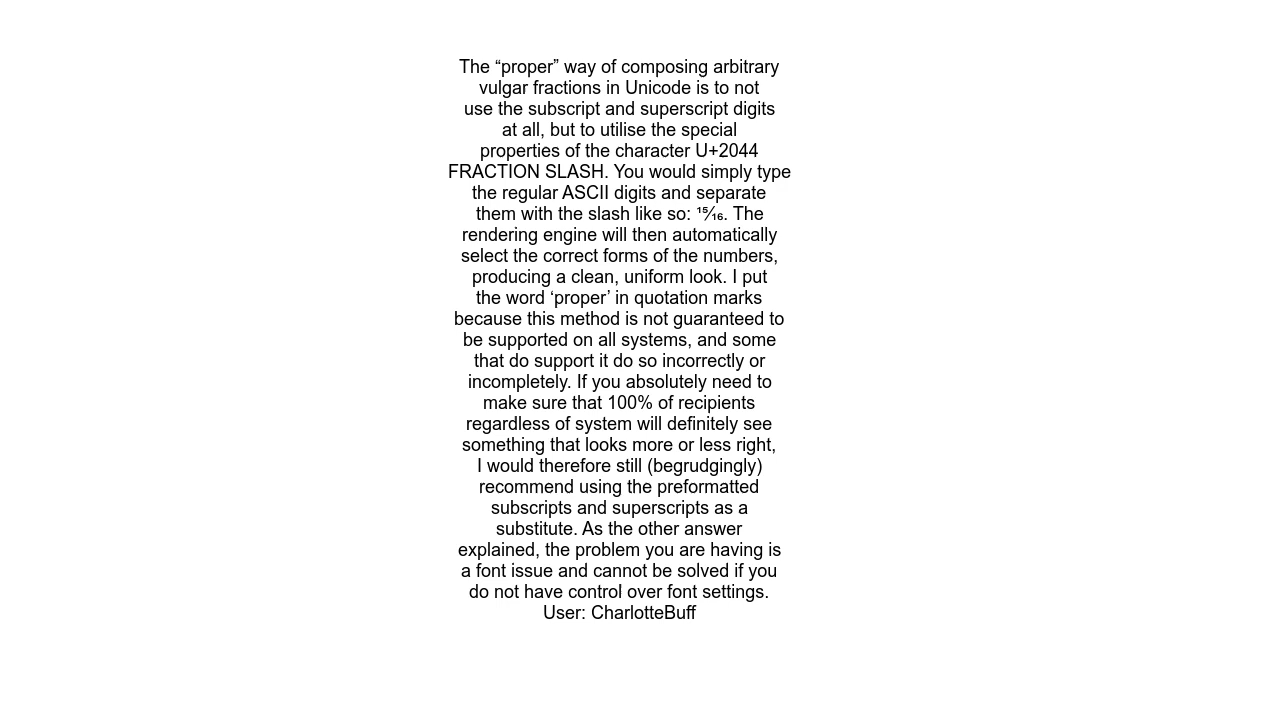 The “proper” way of composing arbitrary
vulgar fractions in Unicode is to not
use the subscript and superscript digits
at all, but to utilise the special
properties of the character U+2044
FRACTION SLASH. You would simply type
the regular ASCII digits and separate
them with the slash like so: ¹⁵⁄₁₆. The
rendering engine will then automatically
select the correct forms of the numbers,
producing a clean, uniform look. I put
the word ‘proper’ in quotation marks
because this method is not guaranteed to
be supported on all systems, and some
that do support it do so incorrectly or
incompletely. If you absolutely need to
make sure that 100% of recipients
regardless of system will definitely see
something that looks more or less right,
I would therefore still (begrudgingly)
recommend using the preformatted
subscripts and superscripts as a
substitute. As the other answer
explained, the problem you are having is
a font issue and cannot be solved if you
do not have control over font settings.
User: CharlotteBuff